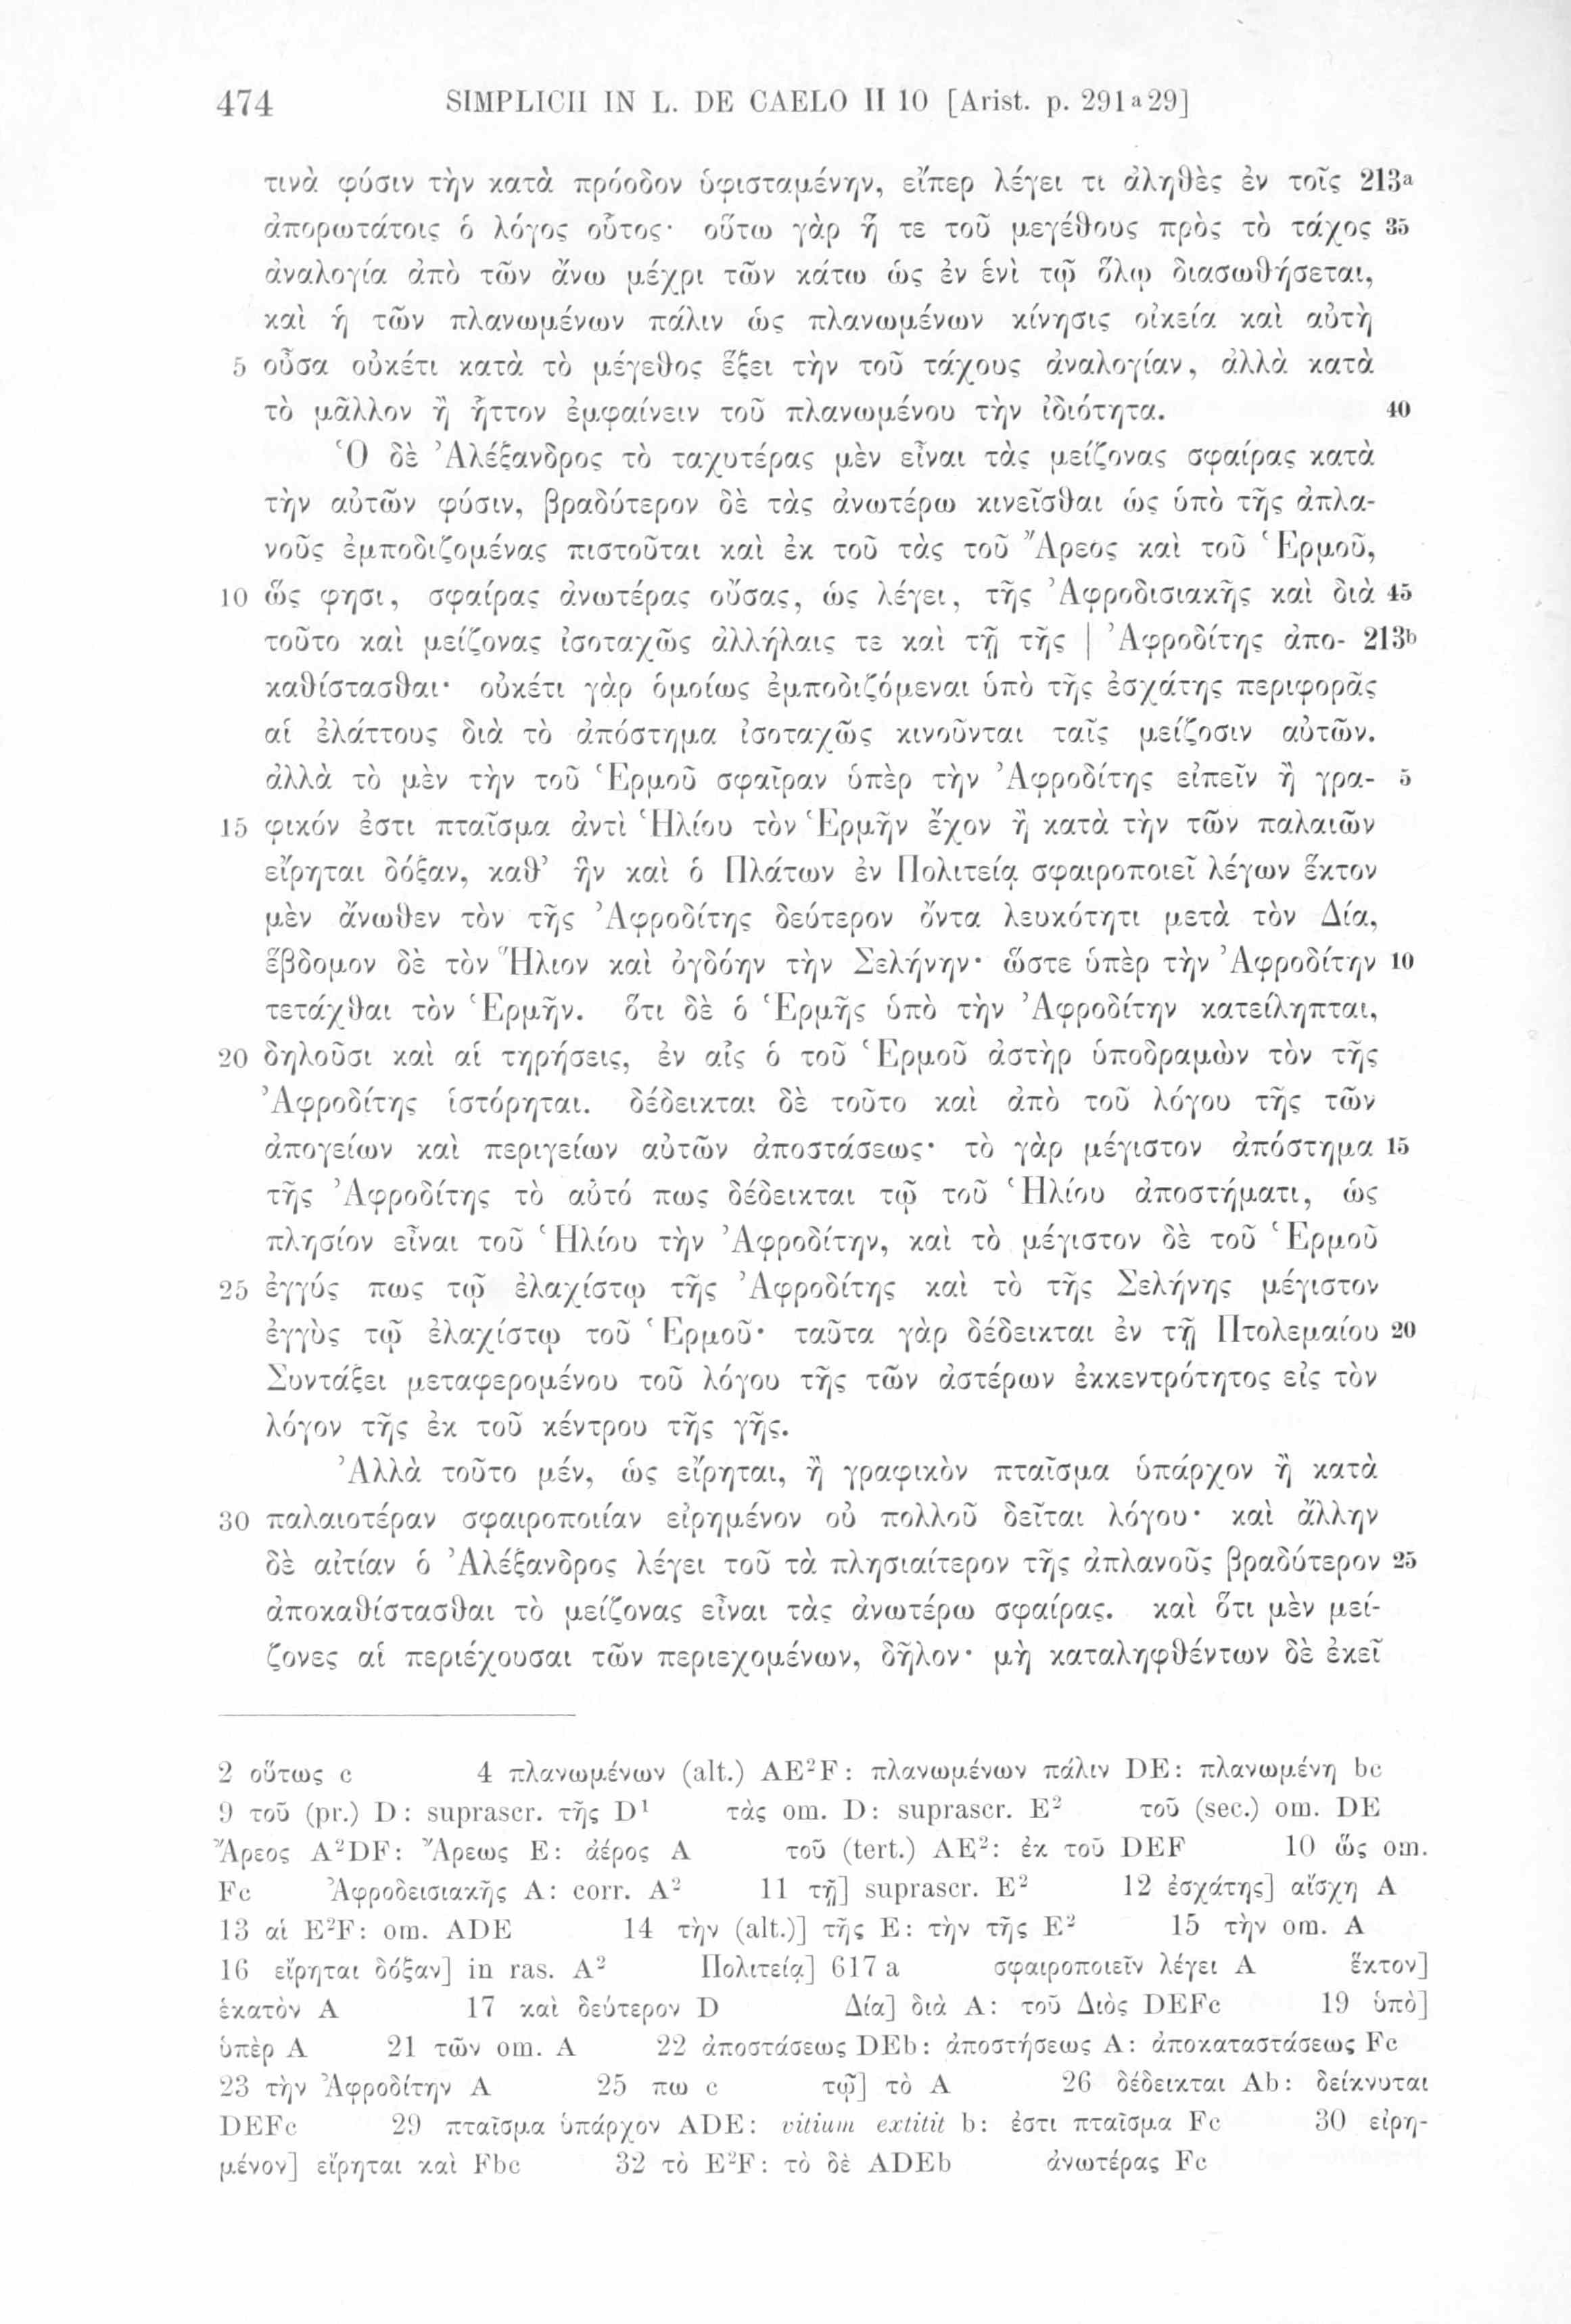 474 SIMPLICII IN L. DE CAELO II 10 [Arist. p. 291a29]
τινὰ φύσιν τὴν κατὰ πρόοδον ὑφισταμένην, εἴπερ λέγει τι ἀληθὲς ἐν τοῖς 213a
ἀπορωτάτοις ὁ λόγος οὗτος· οὕτω γὰρ ἥ τε τοῦ μεγέθους πρὸς τὸ τάχος 35
ἀναλογία ἀπὸ τῶν ἄνω μέχρι τῶν κάτω ὡς ἐν ἑνὶ τῷ ὅλῳ διασωθήσεται,
καὶ ἡ τῶν πλανωμένων πάλιν ὡς πλανωμένων κίνησις οἰκεία καὶ αὐτὴ
5 οὖσα οὐκέτι κατὰ τὸ μέγεθος ἕξει τὴν τοῦ τάχους ἀναλογίαν, ἀλλὰ κατὰ
τὸ μᾶλλον ἢ ἧττον ἐμφαίνειν τοῦ πλανωμένου τὴν ἰδιότητα. 40
Ὁ δὲ Ἀλέξανδρος τὸ ταχυτέρας μὲν εἶναι τὰς μείζονας σφαίρας κατὰ
τὴν αὐτῶν φύσιν, βραδύτερον δὲ τὰς ἀνωτέρω κινεῖσθαι ὡς ὑπὸ τῆς ἀπλα-
νοῦς ἐμποδιζομένας πιστοῦται καὶ ἐκ τοῦ τὰς τοῦ Ἄρεος καὶ τοῦ Ἑρμοῦ,
10 ὥς φησι, σφαίρας ἀνωτέρας οὔσας, ὡς λέγει, τῆς Ἀφροδισιακῆς καὶ διὰ 45
τοῦτο καὶ μείζονας ἰσοταχῶς ἀλλήλαις τε καὶ τῇ τῆς | Ἀφροδίτης ἀπο- 213b
καθίστασθαι· οὐκέτι γὰρ ὁμοίως ἐμποδιζόμεναι ὑπὸ τῆς ἐσχάτης περιφορᾶς
αἱ ἐλάττους διὰ τὸ ἀπόστημα ἰσοταχῶς κινοῦνται ταῖς μείζοσιν αὐτῶν.
ἀλλὰ τὸ μὲν τὴν τοῦ Ἑρμοῦ σφαῖραν ὑπὲρ τὴν Ἀφροδίτης εἰπεῖν ἢ γρα- 5
15 φικόν ἐστι πταῖσμα ἀντὶ Ἡλίου τὸν Ἑρμῆν ἔχον ἢ κατὰ τὴν τῶν παλαιῶν
εἴρηται δόξαν, καθ’ ἣν καὶ ὁ Πλάτων ἐν Πολιτείᾳ σφαιροποιεῖ λέγων ἕκτον
μὲν ἄνωθεν τὸν τῆς Ἀφροδίτης δεύτερον ὄντα λευκότητι μετὰ τὸν Δία,
ἕβδομον δὲ τὸν Ἥλιον καὶ ὀγδόην τὴν Σελήνην· ὥστε ὑπὲρ τὴν Ἀφροδίτην 10
τετάχθαι τὸν Ἑρμῆν. ὅτι δὲ ὁ Ἑρμῆς ὑπὸ τὴν Ἀφροδίτην κατείληπται,
20 δηλοῦσι καὶ αἱ τηρήσεις, ἐν αἷς ὁ τοῦ Ἑρμοῦ ἀστὴρ ὑποδραμὼν τὸν τῆς
Ἀφροδίτης ἱστόρηται. δέδεικται δὲ τοῦτο καὶ ἀπὸ τοῦ λόγου τῆς τῶν
ἀπογείων καὶ περιγείων αὐτῶν ἀποστάσεως· τὸ γὰρ μέγιστον ἀπόστημα 15
τῆς Ἀφροδίτης τὸ αὐτό πως δέδεικται τῷ τοῦ Ἡλίου ἀποστήματι, ὡς
πλησίον εἶναι τοῦ Ἡλίου τὴν Ἀφροδίτην, καὶ τὸ μέγιστον δὲ τοῦ Ἑρμοῦ
25 ἐγγύς πως τῷ ἐλαχίστῳ τῆς Ἀφροδίτης καὶ τὸ τῆς Σελήνης μέγιστον
ἐγγὺς τῷ ἐλαχίστῳ τοῦ Ἑρμοῦ· ταῦτα γὰρ δέδεικται ἐν τῇ Πτολεμαίου 20
Συντάξει μεταφερομένου τοῦ λόγου τῆς τῶν ἀστέρων ἐκκεντρότητος εἰς τὸν
λόγον τῆς ἐκ τοῦ κέντρου τῆς γῆς.
Ἀλλὰ τοῦτο μέν, ὡς εἴρηται, ἢ γραφικὸν πταῖσμα ὑπάρχον ἢ κατὰ
30 παλαιοτέραν σφαιροποιίαν εἰρημένον οὐ πολλοῦ δεῖται λόγου· καὶ ἄλλην
δὲ αἰτίαν ὁ Ἀλέξανδρος λέγει τοῦ τὰ πλησιαίτερον τῆς ἀπλανοῦς βραδύτερον 25
ἀποκαθίστασθαι τὸ μείζονας εἶναι τὰς ἀνωτέρω σφαίρας. καὶ ὅτι μὲν μεί-
ζονες αἱ περιέχουσαι τῶν περιεχομένων, δῆλον· μὴ καταληφθέντων δὲ ἐκεῖ
2 οὕτως c 4 πλανωμένων (alt.) AE²F: πλανωμένων πάλιν DE: πλανωμένη bc
9 τοῦ (pr.) D: suprascr. τῆς D¹ τὰς om. D: suprascr. E² τοῦ (sec.) om. DE
Ἄρεος A²DF: Ἄρεως E: ἀέρος A τοῦ (tert.) AE²: ἐκ τοῦ DEF 10 ὥς om.
Fc Ἀφροδεισιακῆς A: corr. A² 11 τῇ] suprascr. E² 12 ἐσχάτης] αἴσχη A
13 αἱ E²F: om. ADE 14 τὴν (alt.)] τῆς E: τὴν τῆς E² 15 τὴν om. A
16 εἴρηται δόξαν] in ras. A² Πολιτείᾳ] 617 a σφαιροποιεῖν λέγει A ἕκτον]
ἑκατὸν A 17 καὶ δεύτερον D Δία] διὰ A: τοῦ Διὸς DEFc 19 ὑπὸ]
ὑπὲρ A 21 τῶν om. A 22 ἀποστάσεως DEb: ἀποστήσεως A: ἀποκαταστάσεως Fc
23 τὴν Ἀφροδίτην A 25 πω c τῷ] τὸ A 26 δέδεικται Ab: δείκνυται
DEFc 29 πταῖσμα ὑπάρχον ADE: vitium extitit b: ἐστι πταῖσμα Fc 30 εἰρη-
μένον] εἴρηται καὶ Fbc 32 τὸ E²F: τὸ δὲ ADEb ἀνωτέρας Fc